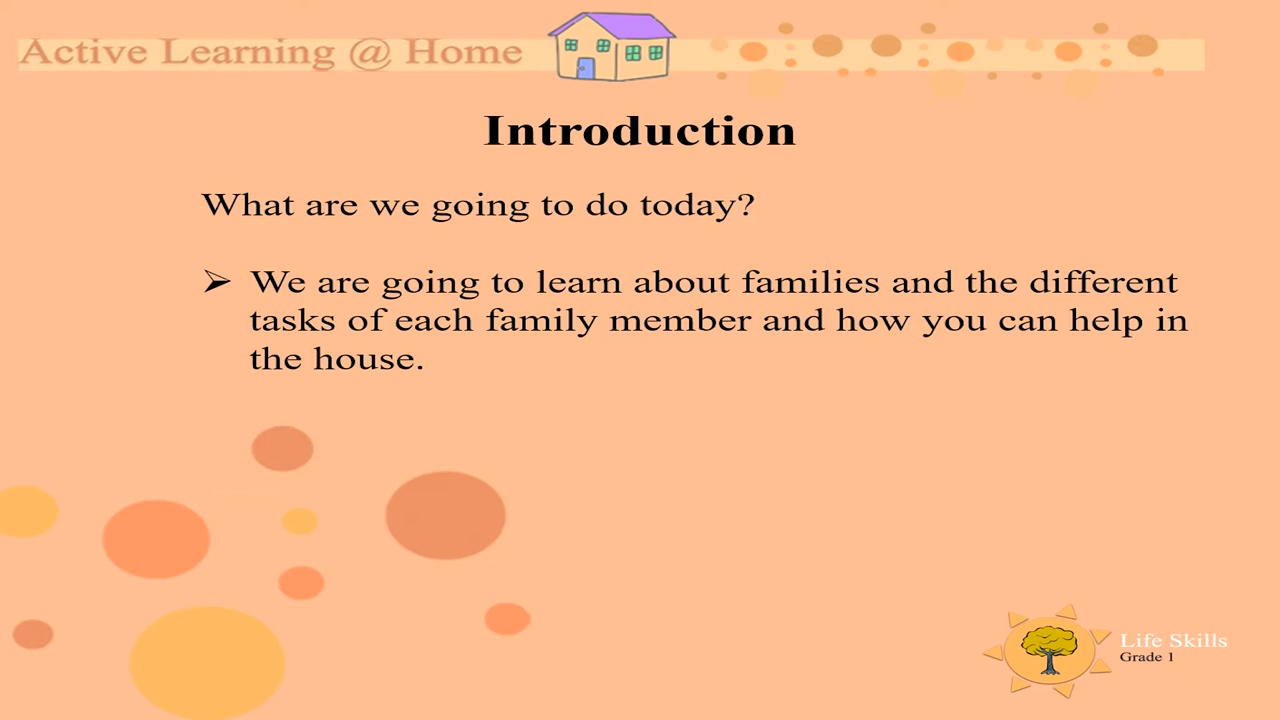 Active Learning @ Home
Introduction
What are we going to do today?
We are going to learn about families and the different
tasks of each family member and how you can help in
the house.
Life Skills
Grade 1